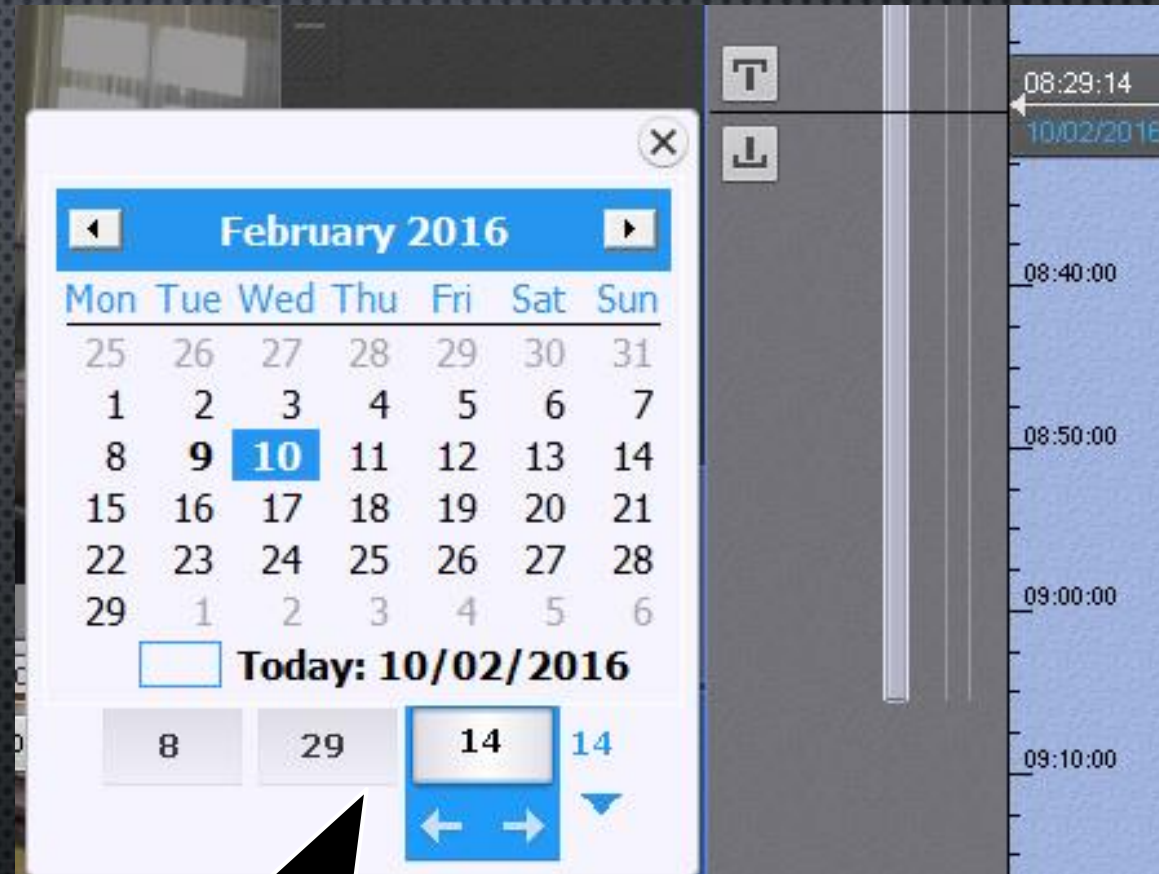 February 2016
Mon Tue Wed Thu Fri Sat Sun
25 26 27 28 29 30 31
1 2 3 4 5 6 7
8 9 10 11 12 13 14
15 16 17 18 19 20 21
22 23 24 25 26 27 28
29 1 2 3 4 5 6
Today: 10/02/2016
8 29 14 14
08:29:14
10/02/2016
08:40:00
08:50:00
09:00:00
09:10:00